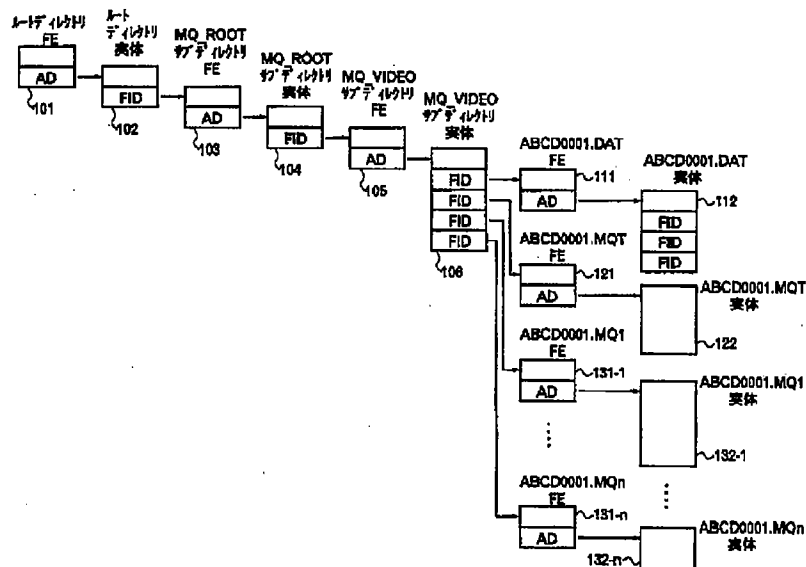 ルートディレクトリ
FE
AD
101
ルート
ディレクトリ
実体
FID
102
MQ_ROOT
サブディレクトリ
FE
AD
103
MQ_ROOT
サブディレクトリ
実体
FID
104
MQ_VIDEO
サブディレクトリ
FE
AD
105
MQ_VIDEO
サブディレクトリ
実体
FID
FID
FID
FID
106
ABCD0001.DAT
FE
111
AD
ABCD0001.DAT
実体
112
FID
FID
FID
ABCD0001.MQT
FE
121
AD
ABCD0001.MQT
実体
122
ABCD0001.MQ1
FE
131-1
AD
ABCD0001.MQ1
実体
132-1
ABCD0001.MQn
FE
131-n
AD
ABCD0001.MQn
実体
132-n